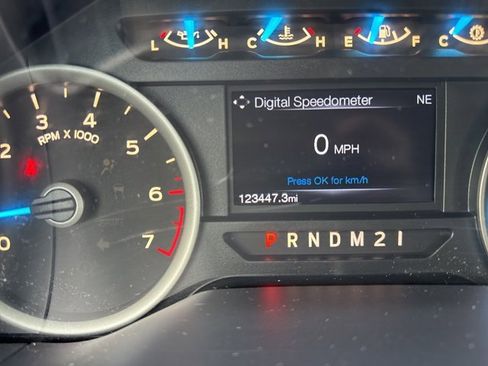 L H C H E F C
Digital Speedometer NE
0 MPH
Press OK for km/h
123447.3mi
P R N D M 2 1
0 2 3 4 5 6 7
RPM X 1000